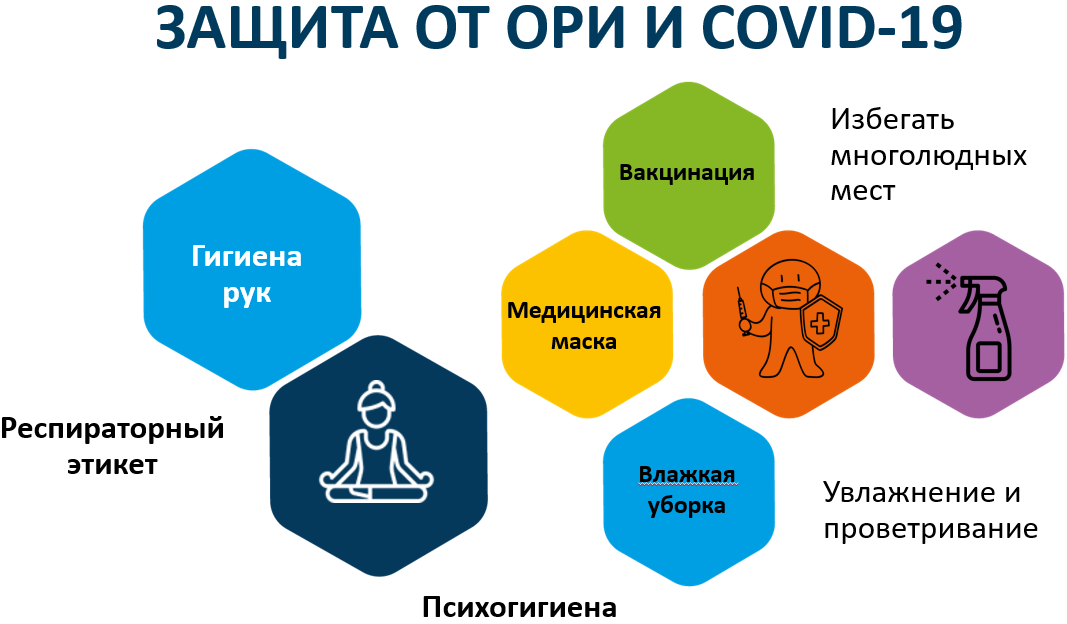 ЗАЩИТА ОТ ОРИ И COVID-19
Гигиена
рук
Респираторный
этикет
Психогигиена
Вакцинация
Медицинская
маска
Влажкая
уборка
Избегать
многолюдных
мест
Увлажнение и
проветривание